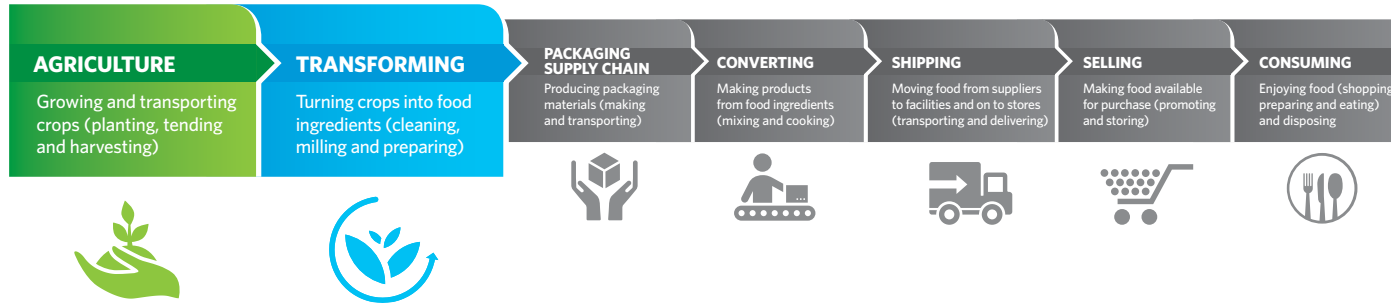 AGRICULTURE
Growing and transporting
crops (planting, tending
and harvesting)
TRANSFORMING
Turning crops into food
ingredients (cleaning,
milling and preparing)
PACKAGING
SUPPLY CHAIN
Producing packaging
materials (making
and transporting)
CONVERTING
Making products
from food ingredients
(mixing and cooking)
SHIPPING
Moving food from suppliers
to facilities and on to stores
(transporting and delivering)
SELLING
Making food available
for purchase (promoting
and storing)
CONSUMING
Enjoying food (shopping
preparing and eating)
and disposing